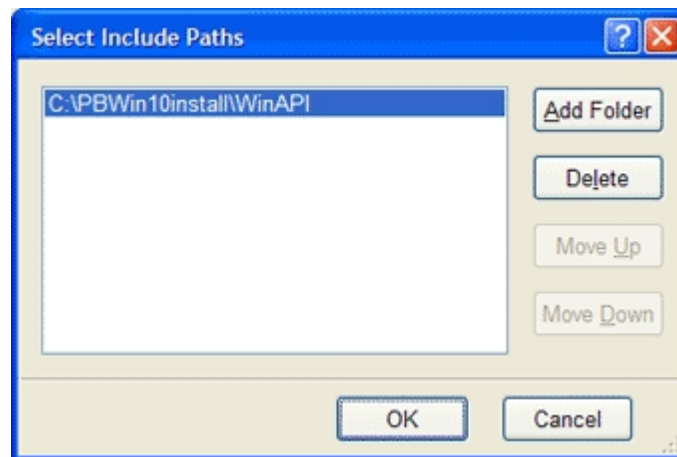 Select Include Paths
?
C:\PBWin10install\WinAPI
Add Folder
Delete
Move Up
Move Down
OK
Cancel